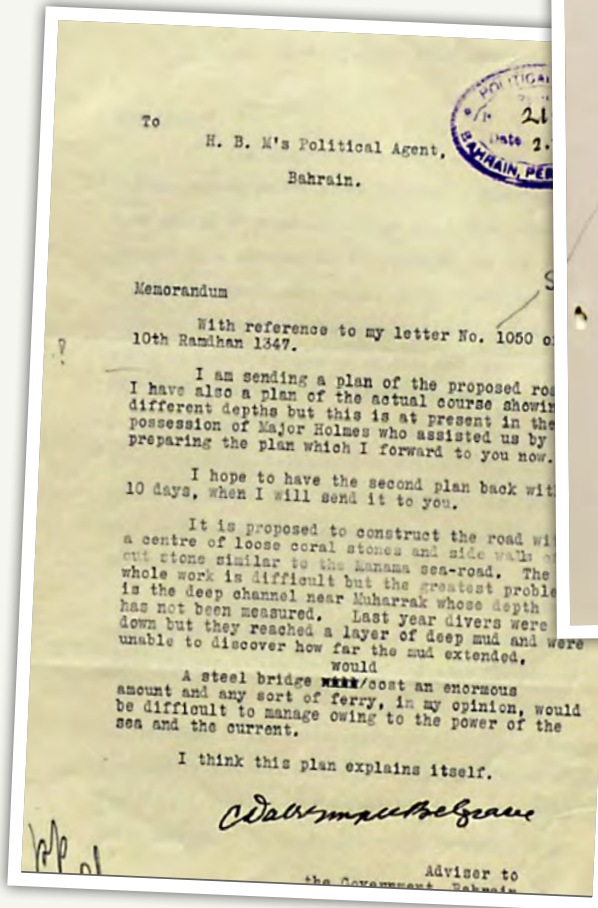 POLITICA
21
Date 2.
BAHRAIN, PER
To
H. B. M's Political Agent,
Bahrain.
Memorandum
With reference to my letter No. 1050 o
10th Ramdhan 1347.
I am sending a plan of the proposed roa
I have also a plan of the actual course showin
different depths but this is at present in the
possession of Major Holmes who assisted us by
preparing the plan which I forward to you now.
I hope to have the second plan back wit
10 days, when I will send it to you.
It is proposed to construct the road wi
a centre of loose coral stones and side walls o
cut stone similar to the Manama sea-road. The
whole work is difficult but the greatest proble
is the deep channel near Muharrak whose depth
has not been measured. Last year divers were
down but they reached a layer of deep mud and were
unable to discover how far the mud extended.
would
A steel bridge /cost an enormous
amount and any sort of ferry, in my opinion, would
be difficult to manage owing to the power of the
sea and the current.
I think this plan explains itself.
CDalrympleBelgrave
Adviser to
the Government, Bahrain